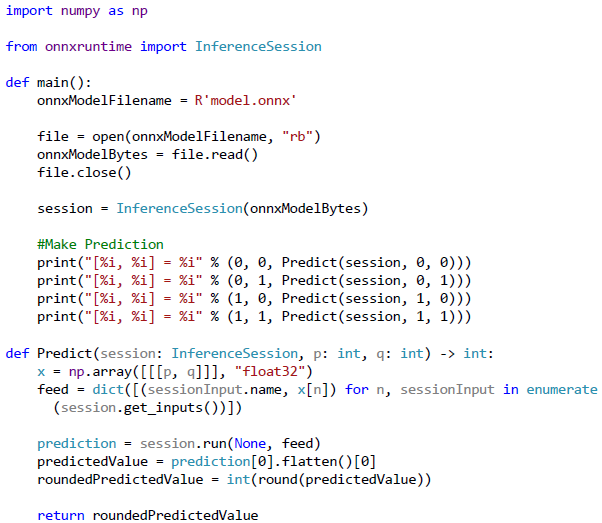 import numpy as np
from onnxruntime import InferenceSession
def main():
    onnxModelFilename = R'model.onnx'
    file = open(onnxModelFilename, "rb")
    onnxModelBytes = file.read()
    file.close()
    session = InferenceSession(onnxModelBytes)
    #Make Prediction
    print("[%i, %i] = %i" % (0, 0, Predict(session, 0, 0)))
    print("[%i, %i] = %i" % (0, 1, Predict(session, 0, 1)))
    print("[%i, %i] = %i" % (1, 0, Predict(session, 1, 0)))
    print("[%i, %i] = %i" % (1, 1, Predict(session, 1, 1)))
def Predict(session: InferenceSession, p: int, q: int) -> int:
    x = np.array([[[p, q]]], "float32")
    feed = dict([(sessionInput.name, x[n]) for n, sessionInput in enumerate
      (session.get_inputs())])
    prediction = session.run(None, feed)
    predictedValue = prediction[0].flatten()[0]
    roundedPredictedValue = int(round(predictedValue))
    return roundedPredictedValue